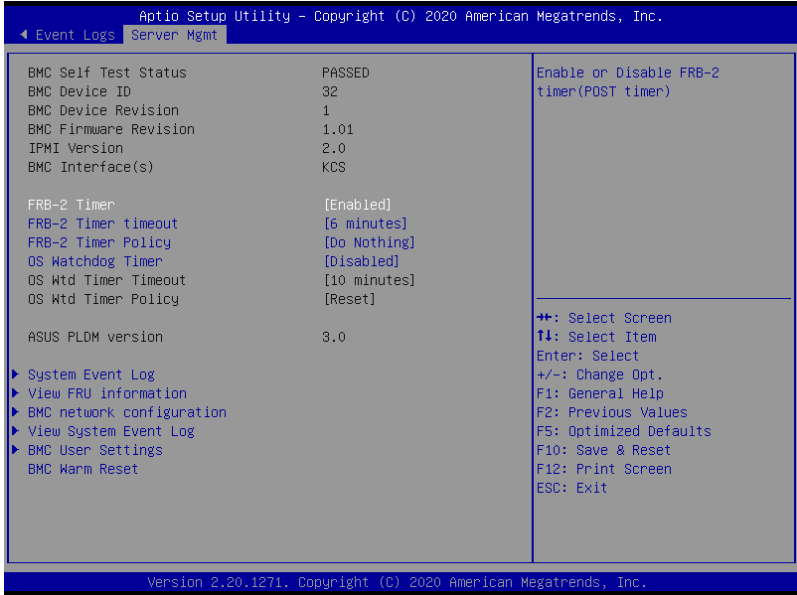 Aptio Setup Utility – Copyright (C) 2020 American Megatrends, Inc.
Event Logs Server Mgmt
BMC Self Test Status PASSED
BMC Device ID 32
BMC Device Revision 1
BMC Firmware Revision 1.01
IPMI Version 2.0
BMC Interface(s) KCS
FRB-2 Timer [Enabled]
FRB-2 Timer timeout [6 minutes]
FRB-2 Timer Policy [Do Nothing]
OS Watchdog Timer [Disabled]
OS Wtd Timer Timeout [10 minutes]
OS Wtd Timer Policy [Reset]
ASUS PLDM version 3.0
System Event Log
View FRU information
BMC network configuration
View System Event Log
BMC User Settings
BMC Warm Reset
Enable or Disable FRB-2
timer(POST timer)
→←: Select Screen
↑↓: Select Item
Enter: Select
+/-: Change Opt.
F1: General Help
F2: Previous Values
F5: Optimized Defaults
F10: Save & Reset
F12: Print Screen
ESC: Exit
Version 2.20.1271. Copyright (C) 2020 American Megatrends, Inc.